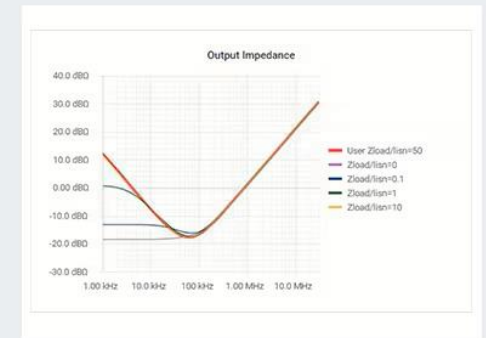 Output Impedance
40.0 dBΩ
30.0 dBΩ
20.0 dBΩ
10.0 dBΩ
0.00 dBΩ
-10.0 dBΩ
-20.0 dBΩ
-30.0 dBΩ
1.00 kHz 10.0 kHz 100 kHz 1.00 MHz 10.0 MHz
User Zload/lisn=50
Zload/lisn=0
Zload/lisn=0.1
Zload/lisn=1
Zload/lisn=10